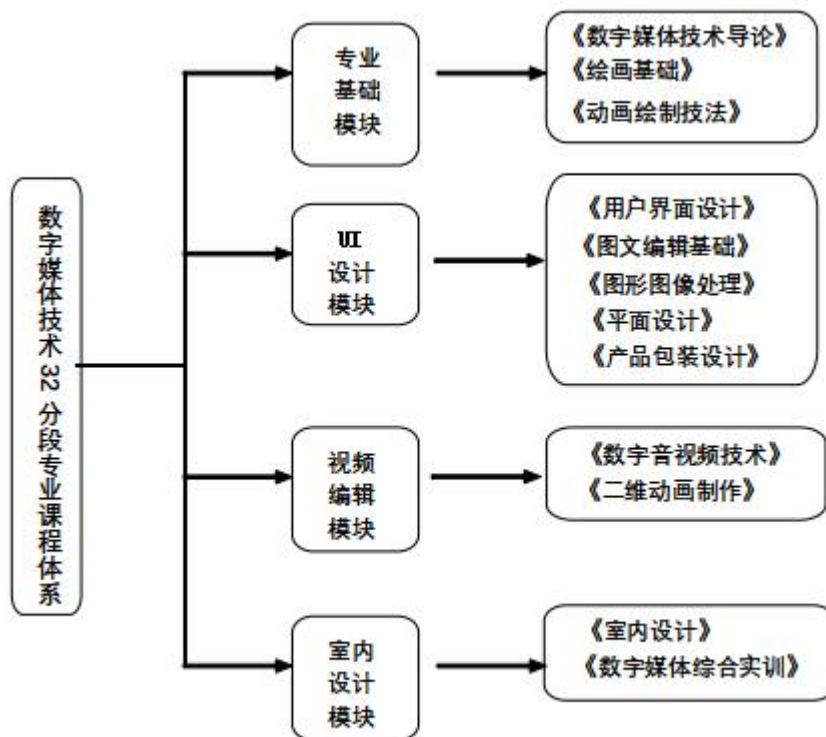 数字媒体技术 32 分段专业课程体系
专业
基础
模块
《数字媒体技术导论》
《绘画基础》
《动画绘制技法》
UI
设计
模块
《用户界面设计》
《图文编辑基础》
《图形图像处理》
《平面设计》
《产品包装设计》
视频
编辑
模块
《数字音视频技术》
《二维动画制作》
室内
设计
模块
《室内设计》
《数字媒体综合实训》